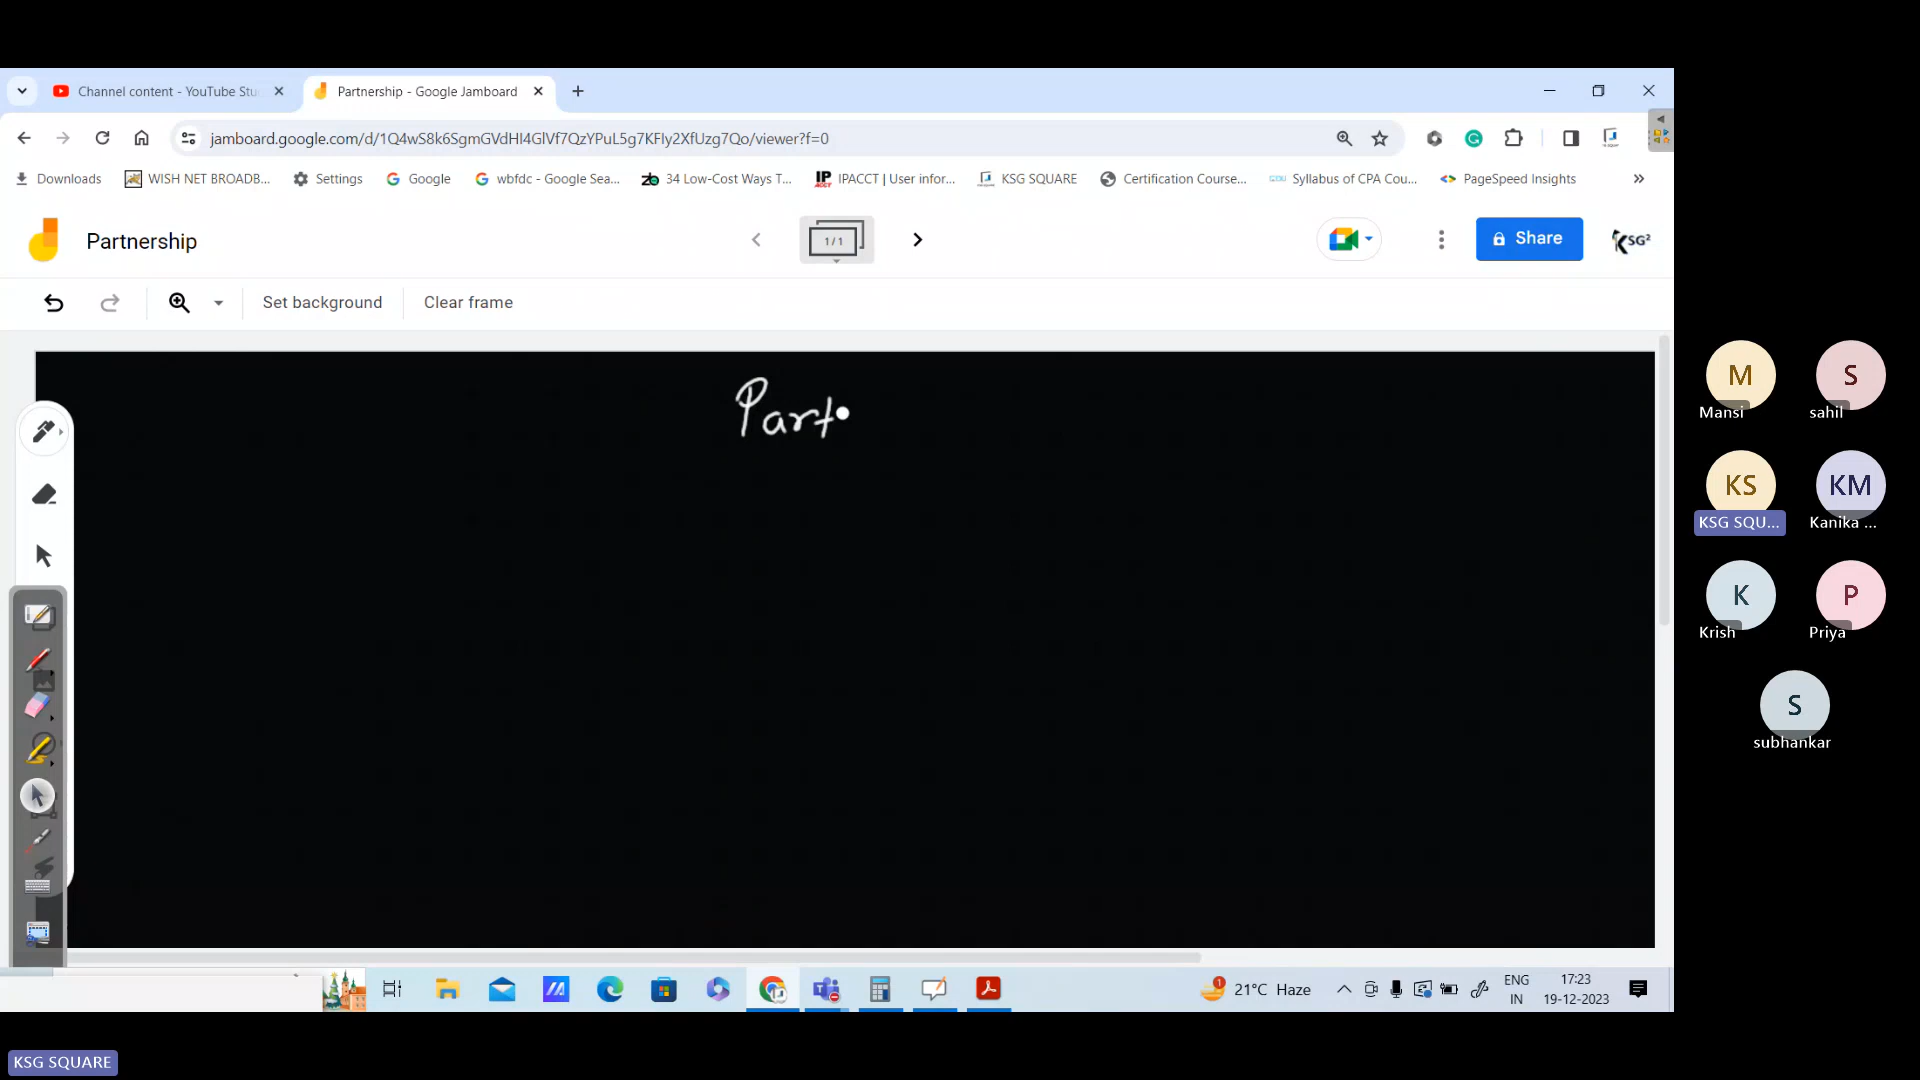 Channel content - YouTube Stu
Partnership - Google Jamboard
jamboard.google.com/d/1Q4wS8k6SgmGVdHI4GlVf7QzYPuL5g7KFIy2XfUzg7Qo/viewer?f=0
Downloads WISH NET BROADB... Settings Google wbfdc - Google Sea... 34 Low-Cost Ways T... IPACCT | User infor... KSG SQUARE Certification Course... Syllabus of CPA Cou... PageSpeed Insights
Partnership
1 / 1
Share
KSG²
Set background Clear frame
Part
M
Mansi
S
sahil
KS
KSG SQU...
KM
Kanika ...
K
Krish
P
Priya
S
subhankar
1
21°C Haze
ENG
IN
17:23
19-12-2023
KSG SQUARE